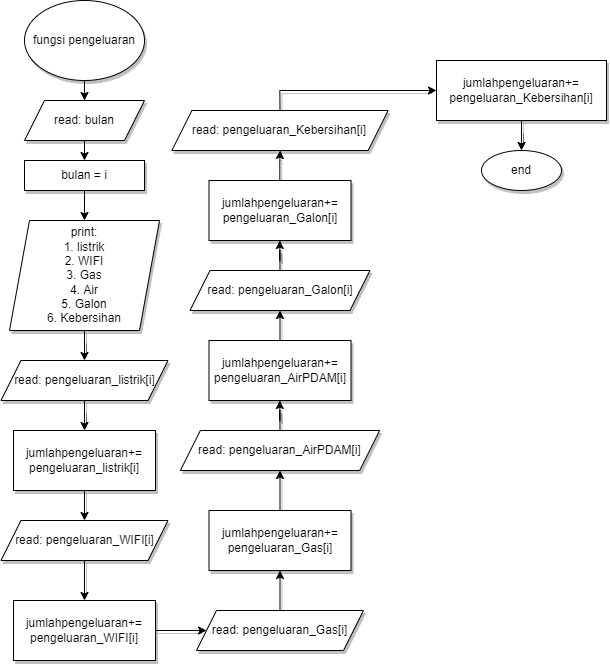 fungsi pengeluaran
read: bulan
bulan = i
print:
1. listrik
2. WIFI
3. Gas
4. Air
5. Galon
6. Kebersihan
read: pengeluaran_listrik[i]
jumlahpengeluaran+=
pengeluaran_listrik[i]
read: pengeluaran_WIFI[i]
jumlahpengeluaran+=
pengeluaran_WIFI[i]
read: pengeluaran_Gas[i]
jumlahpengeluaran+=
pengeluaran_Gas[i]
read: pengeluaran_AirPDAM[i]
jumlahpengeluaran+=
pengeluaran_AirPDAM[i]
read: pengeluaran_Galon[i]
jumlahpengeluaran+=
pengeluaran_Galon[i]
read: pengeluaran_Kebersihan[i]
jumlahpengeluaran+=
pengeluaran_Kebersihan[i]
end